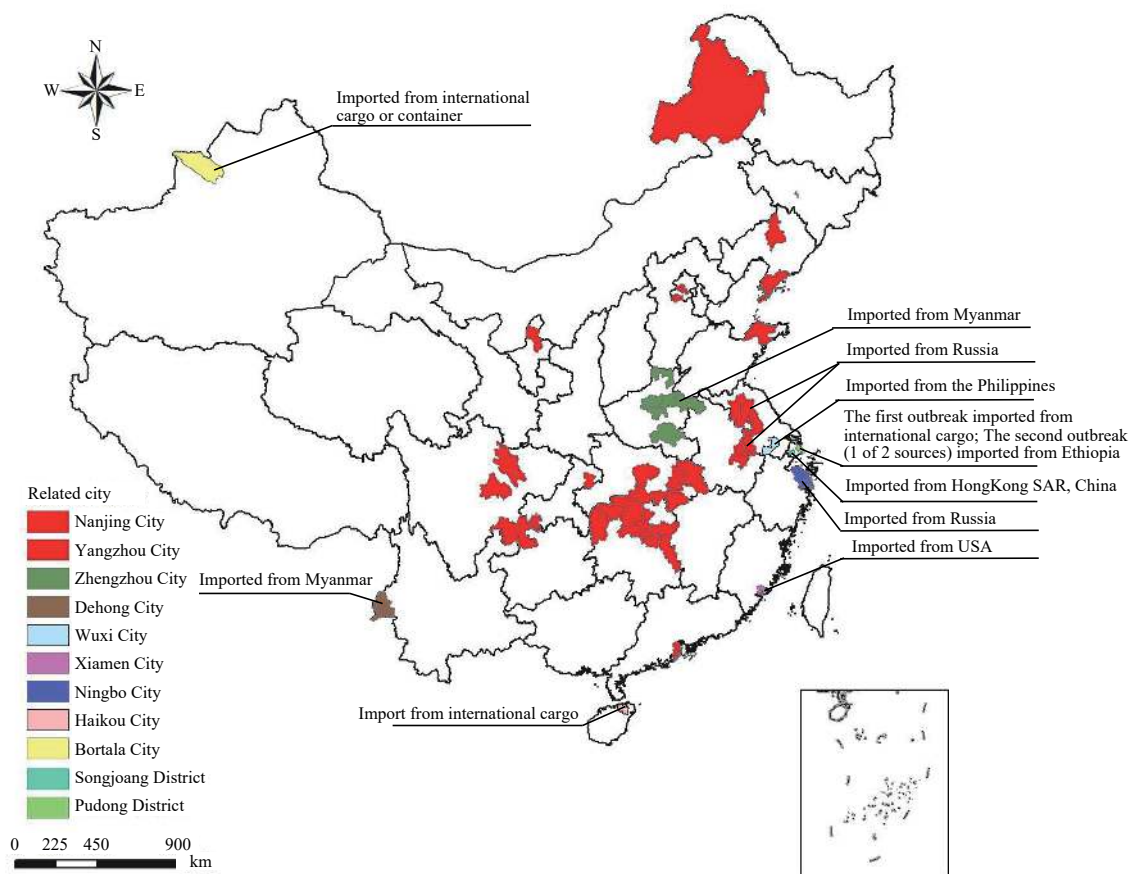 N
W
E
S
Imported from international
cargo or container
Imported from Myanmar
Imported from Russia
Imported from the Philippines
The first outbreak imported from
international cargo; The second outbreak
(1 of 2 sources) imported from Ethiopia
Imported from HongKong SAR, China
Imported from Russia
Imported from USA
Imported from Myanmar
Import from international cargo
Related city
Nanjing City
Yangzhou City
Zhengzhou City
Dehong City
Wuxi City
Xiamen City
Ningbo City
Haikou City
Bortala City
Songjoang District
Pudong District
0 225 450 900
km